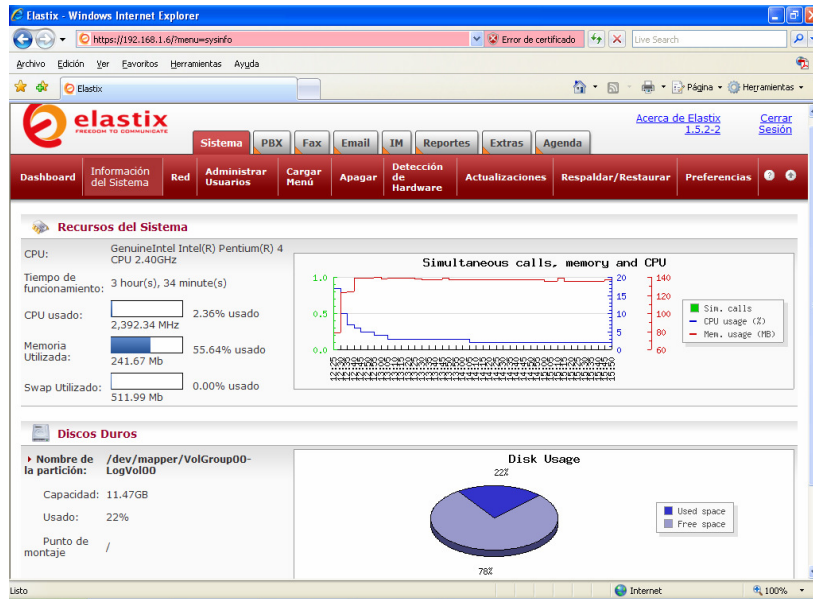 Elastix - Windows Internet Explorer
https://192.168.1.6/?menu=sysinfo
Error de certificado
Live Search
Archivo Edición Ver Favoritos Herramientas Ayuda
Elastix
Página
Herramientas
elastix
FREEDOM TO COMMUNICATE
Acerca de Elastix 1.5.2-2
Cerrar Sesión
Sistema PBX Fax Email IM Reportes Extras Agenda
Dashboard
Información del Sistema
Red
Administrar Usuarios
Cargar Menú
Apagar
Detección de Hardware
Actualizaciones
Respaldar/Restaurar
Preferencias
Recursos del Sistema
CPU: GenuineIntel Intel(R) Pentium(R) 4 CPU 2.40GHz
Tiempo de funcionamiento: 3 hour(s), 34 minute(s)
CPU usado: 2.36% usado
2,392.34 MHz
Memoria Utilizada: 55.64% usado
241.67 Mb
Swap Utilizado: 0.00% usado
511.99 Mb
Simultaneous calls, memory and CPU
1.0
0.5
0.0
20
15
10
5
0
140
120
100
80
60
Sim. calls
CPU usage (%)
Mem. usage (MB)
Discos Duros
Nombre de la partición: /dev/mapper/VolGroup00-LogVol00
Capacidad: 11.47GB
Usado: 22%
Punto de montaje /
Disk Usage
22%
78%
Used space
Free space
Listo
Internet
100%